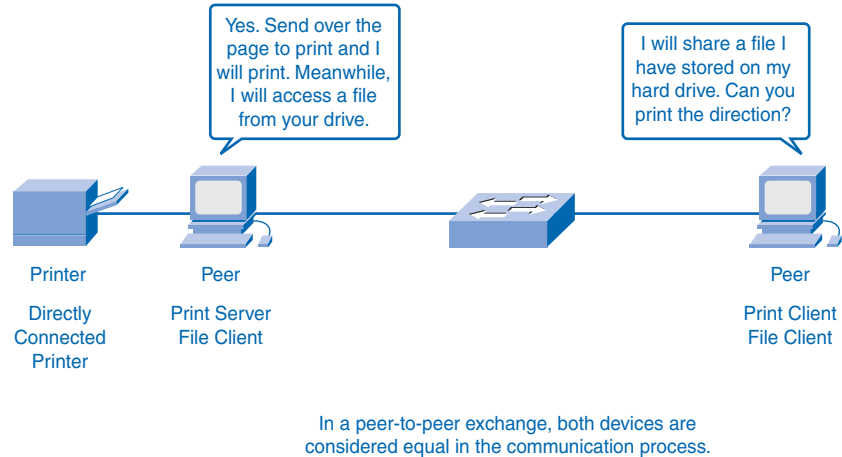 Yes. Send over the
page to print and I
will print. Meanwhile,
I will access a file
from your drive.
I will share a file I
have stored on my
hard drive. Can you
print the direction?
Printer
Directly
Connected
Printer
Peer
Print Server
File Client
Peer
Print Client
File Client
In a peer-to-peer exchange, both devices are
considered equal in the communication process.